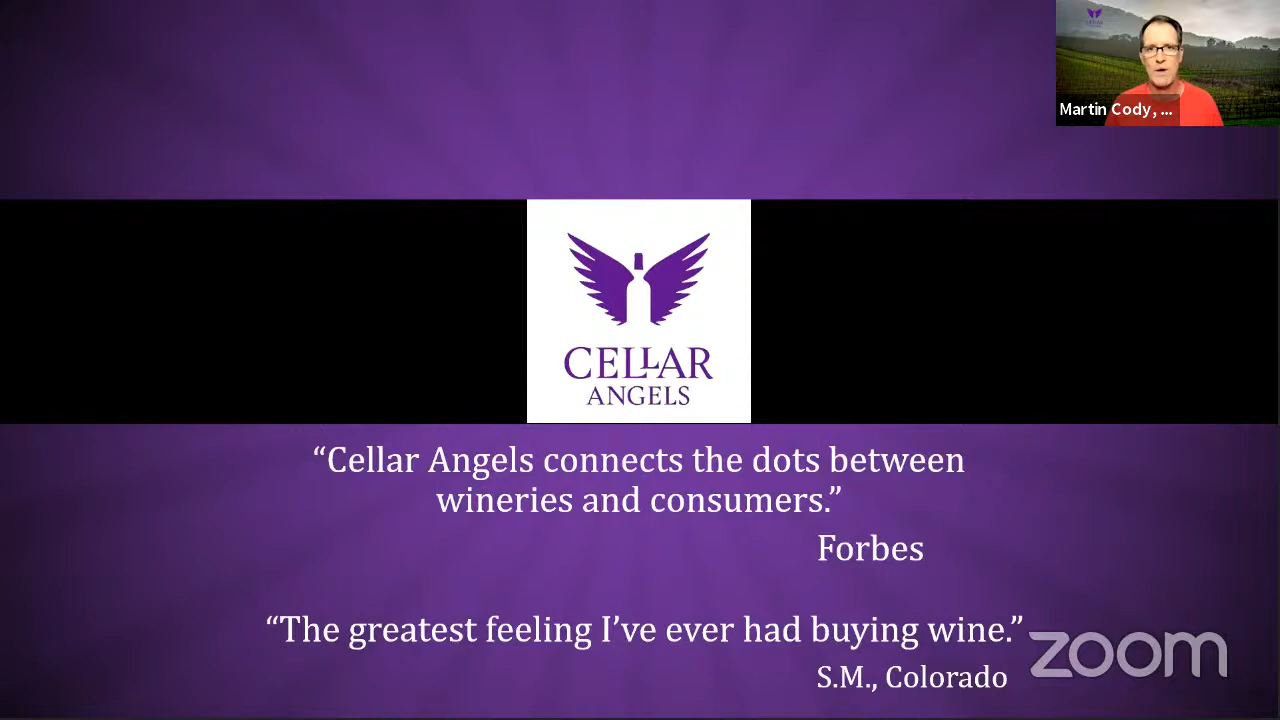 Martin Cody, ...
CELLAR
ANGELS
“Cellar Angels connects the dots between
wineries and consumers.”
Forbes
“The greatest feeling I’ve ever had buying wine.”
S.M., Colorado
zoom